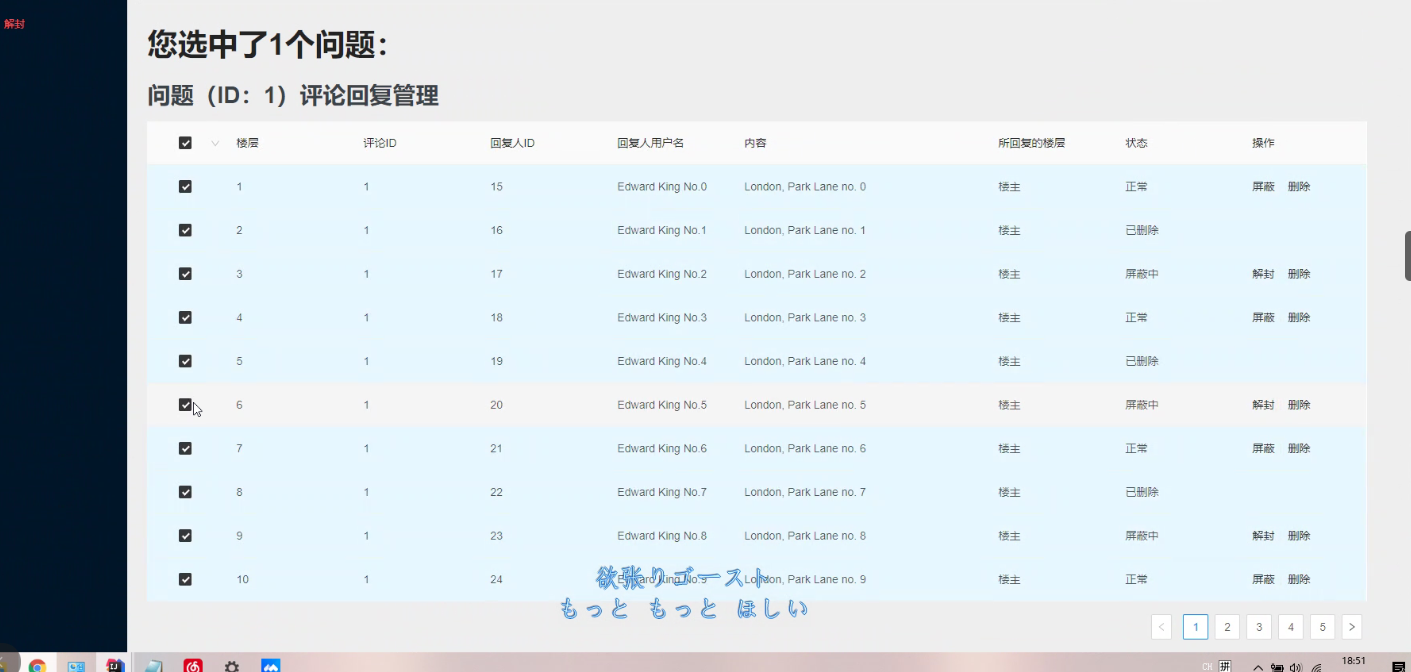 解封
您选中了1个问题：
问题（ID：1）评论回复管理
楼层 评论ID 回复人ID 回复人用户名 内容 所回复的楼层 状态 操作
1 1 15 Edward King No.0 London, Park Lane no. 0 楼主 正常 屏蔽 删除
2 1 16 Edward King No.1 London, Park Lane no. 1 楼主 已删除
3 1 17 Edward King No.2 London, Park Lane no. 2 楼主 屏蔽中 解封 删除
4 1 18 Edward King No.3 London, Park Lane no. 3 楼主 正常 屏蔽 删除
5 1 19 Edward King No.4 London, Park Lane no. 4 楼主 已删除
6 1 20 Edward King No.5 London, Park Lane no. 5 楼主 屏蔽中 解封 删除
7 1 21 Edward King No.6 London, Park Lane no. 6 楼主 正常 屏蔽 删除
8 1 22 Edward King No.7 London, Park Lane no. 7 楼主 已删除
9 1 23 Edward King No.8 London, Park Lane no. 8 楼主 屏蔽中 解封 删除
10 1 24 Edward King No.9 London, Park Lane no. 9 楼主 正常 屏蔽 删除
欲張りゴースト
もっと もっと ほしい
< 1 2 3 4 5 >
CH 拼 18:51